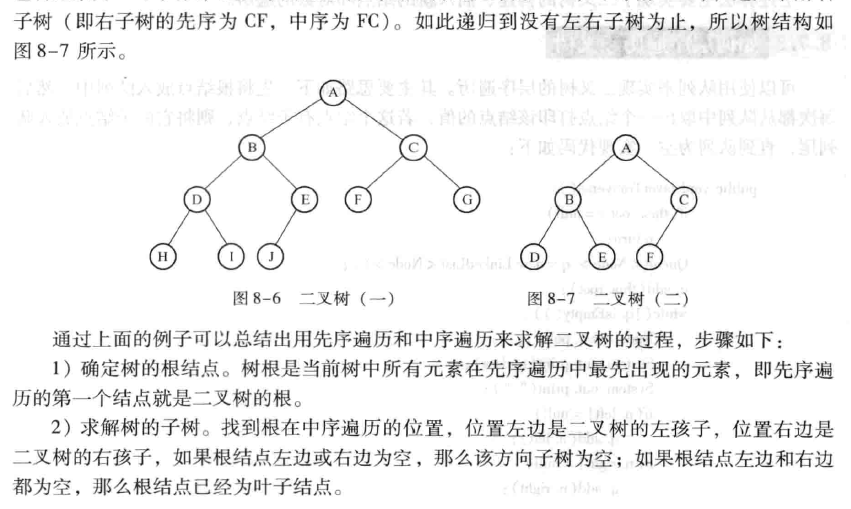 子树（即右子树的先序为 CF，中序为 FC）。如此递归到没有左右子树为止，所以树结构如
图 8-7 所示。
A
B
C
D
E
F
G
H
I
J
A
B
C
D
E
F
图 8-6 二叉树（一）
图 8-7 二叉树（二）
通过上面的例子可以总结出用先序遍历和中序遍历来求解二叉树的过程，步骤如下：
1）确定树的根结点。树根是当前树中所有元素在先序遍历中最先出现的元素，即先序遍
历的第一个结点就是二叉树的根。
2）求解树的子树。找到根在中序遍历的位置，位置左边是二叉树的左孩子，位置右边是
二叉树的右孩子，如果根结点左边或右边为空，那么该方向子树为空；如果根结点左边和右边
都为空，那么根结点已经为叶子结点。